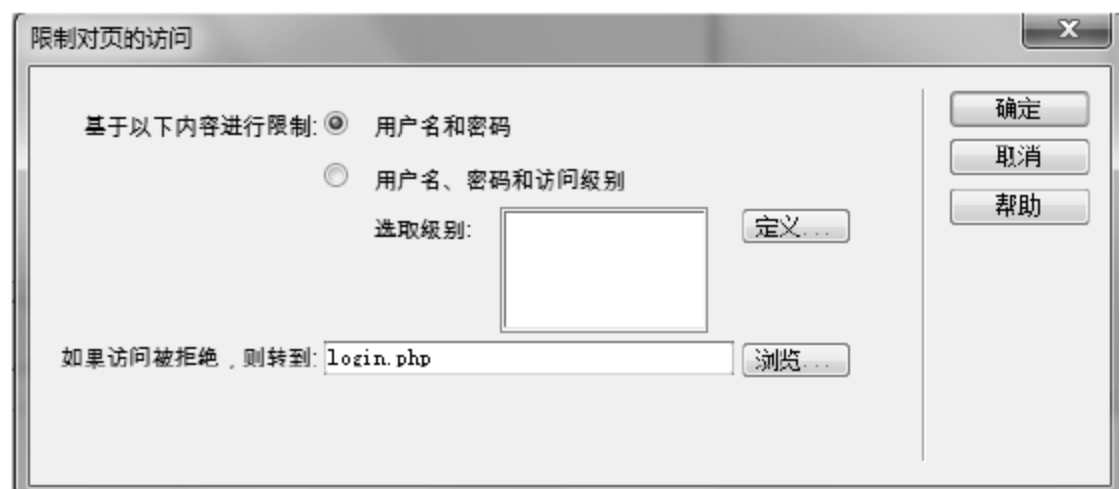 限制对页的访问
x
基于以下内容进行限制: 用户名和密码
用户名、密码和访问级别
选取级别:
定义...
如果访问被拒绝,则转到: login.php
浏览...
确定
取消
帮助